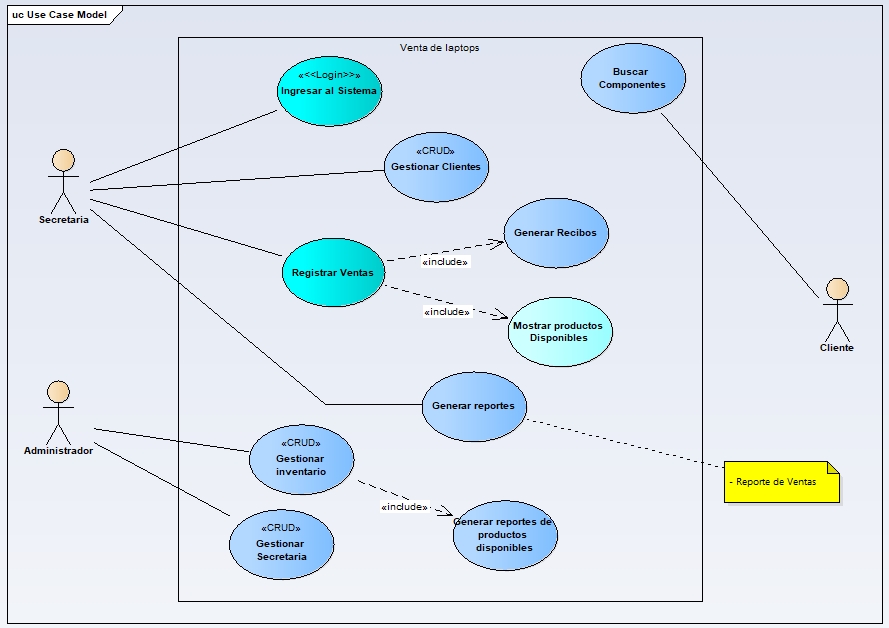 uc Use Case Model
Venta de laptops
«<<Login>>»
Ingresar al Sistema
Buscar
Componentes
«CRUD»
Gestionar Clientes
Secretaria
Generar Recibos
«include»
Registrar Ventas
«include»
Mostrar productos
Disponibles
Cliente
Generar reportes
Administrador
«CRUD»
Gestionar
inventario
- Reporte de Ventas
«include»
Generar reportes de
productos
disponibles
«CRUD»
Gestionar
Secretaria